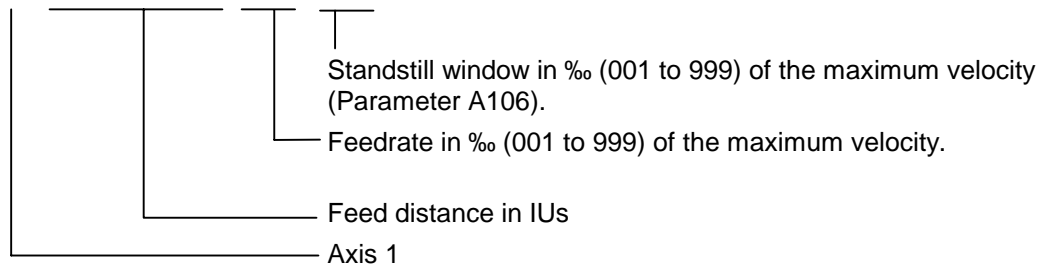 Standstill window in ‰ (001 to 999) of the maximum velocity
(Parameter A106).
Feedrate in ‰ (001 to 999) of the maximum velocity.
Feed distance in IUs
Axis 1